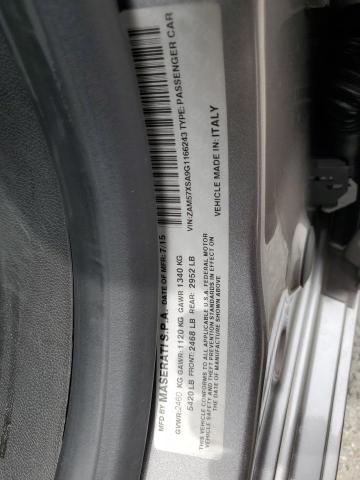 MFD BY MASERATI S.P.A. DATE OF MFR: 7/15
GVWR:2460 KG GAWR: 1120 KG GAWR 1340 KG
5420 LB FRONT: 2468 LB REAR: 2952 LB
THIS VEHICLE CONFORMS TO ALL APPLICABLE U.S.A. FEDERAL MOTOR
VEHICLE SAFETY AND THEFT PREVENTION STANDARDS IN EFFECT ON
THE DATE OF MANUFACTURE SHOWN ABOVE
VIN:ZAM57XSA9G1166243 TYPE: PASSENGER CAR
VEHICLE MADE IN: ITALY